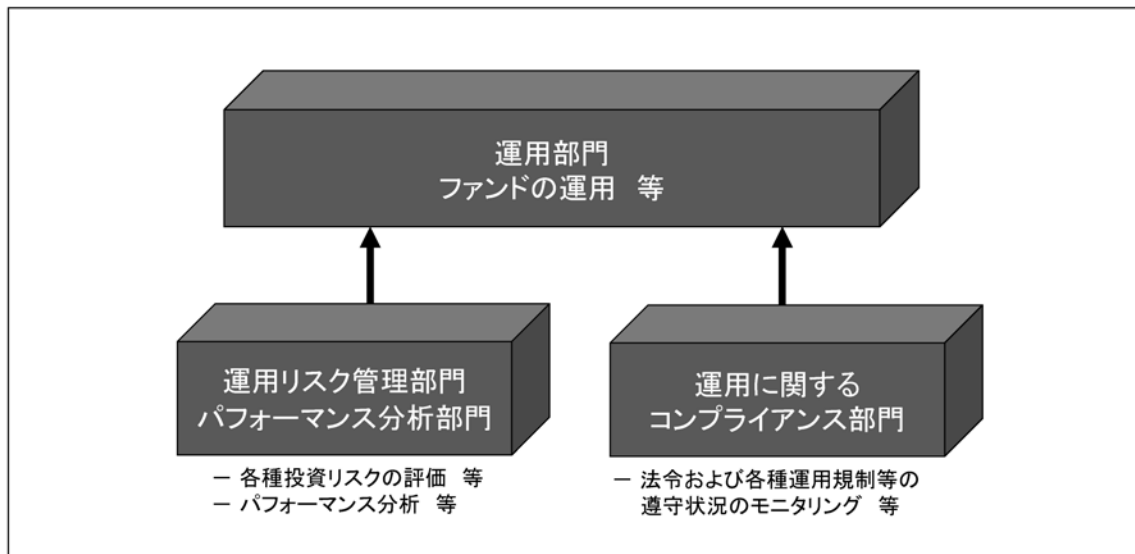 運用部門
ファンドの運用 等
運用リスク管理部門
パフォーマンス分析部門
－ 各種投資リスクの評価 等
－ パフォーマンス分析 等
運用に関する
コンプライアンス部門
－ 法令および各種運用規制等の
遵守状況のモニタリング 等